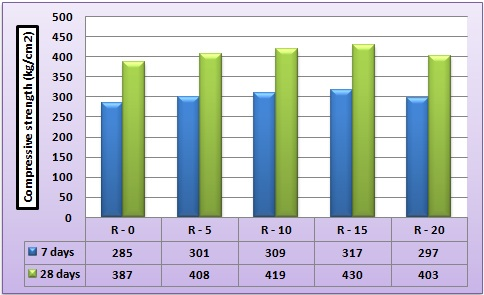 Compressive strength (kg/cm2)
500
450
400
350
300
250
200
150
100
50
0
R - 0 R - 5 R - 10 R - 15 R - 20
7 days 285 301 309 317 297
28 days 387 408 419 430 403